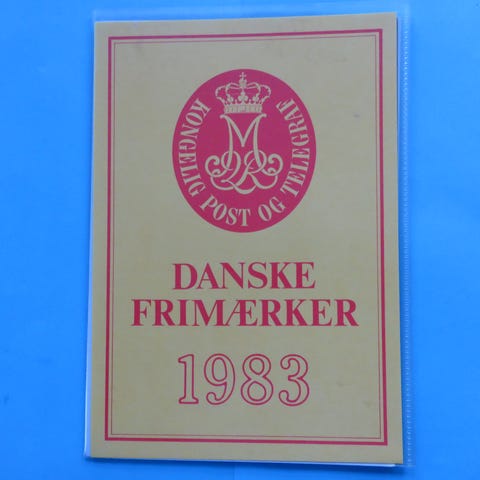 KONGELIG POST OG TELEGRAF
DANSKE
FRIMÆRKER
1983